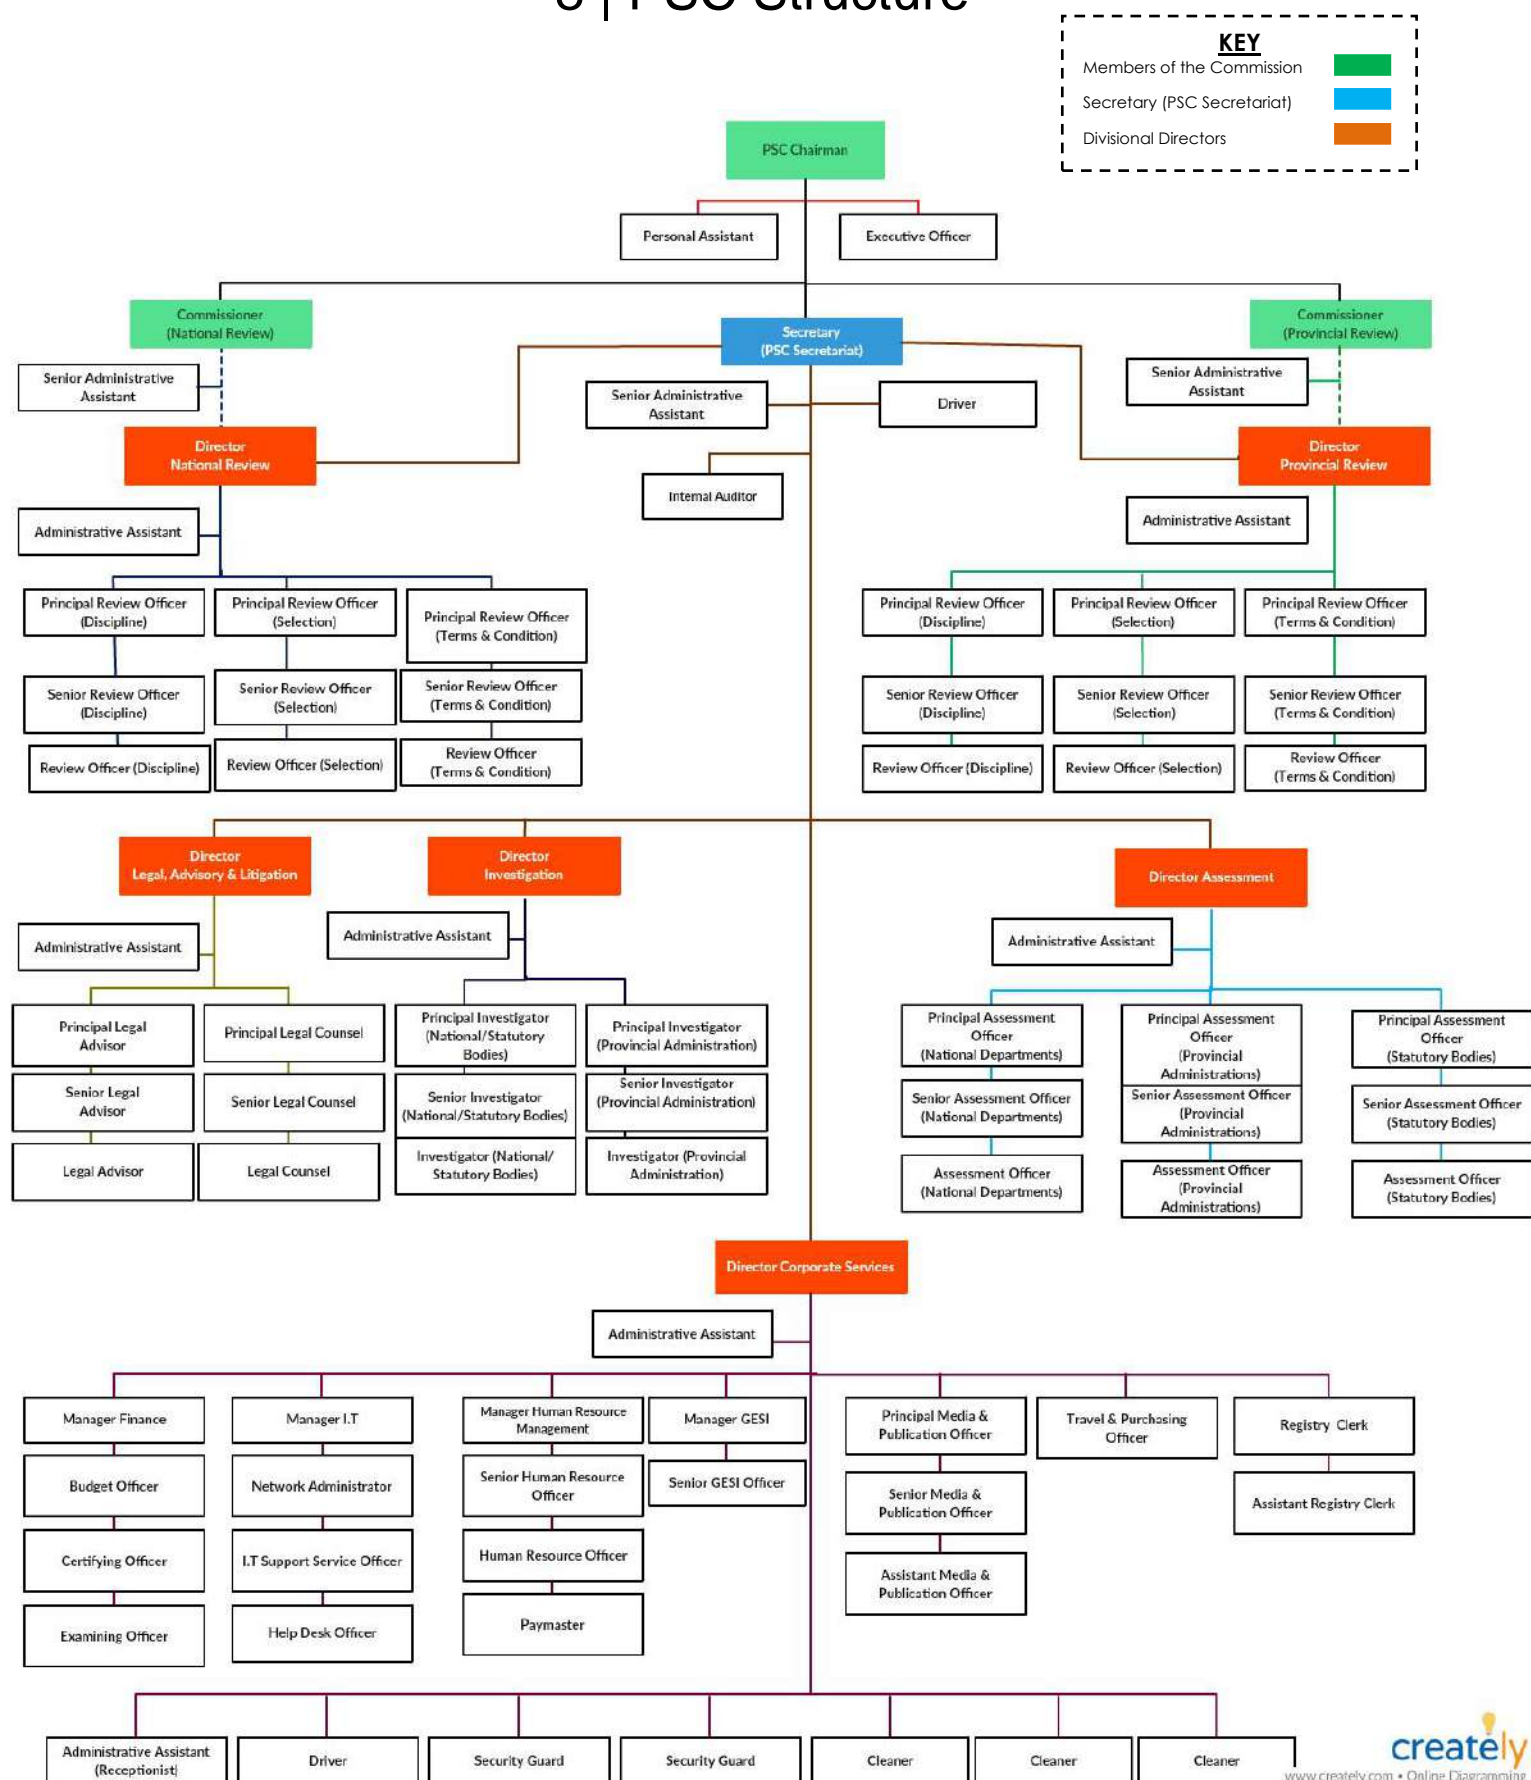 8 | PSC Structure
KEY
Members of the Commission
Secretary (PSC Secretariat)
Divisional Directors
PSC Chairman
Personal Assistant
Executive Officer
Commissioner
(National Review)
Secretary
(PSC Secretariat)
Commissioner
(Provincial Review)
Senior Administrative
Assistant
Senior Administrative
Assistant
Driver
Senior Administrative
Assistant
Director
National Review
Internal Auditor
Director
Provincial Review
Administrative Assistant
Administrative Assistant
Principal Review Officer
(Discipline)
Principal Review Officer
(Selection)
Principal Review Officer
(Terms & Condition)
Principal Review Officer
(Discipline)
Principal Review Officer
(Selection)
Principal Review Officer
(Terms & Condition)
Senior Review Officer
(Discipline)
Senior Review Officer
(Selection)
Senior Review Officer
(Terms & Condition)
Senior Review Officer
(Discipline)
Senior Review Officer
(Selection)
Senior Review Officer
(Terms & Condition)
Review Officer (Discipline)
Review Officer (Selection)
Review Officer
(Terms & Condition)
Review Officer (Discipline)
Review Officer (Selection)
Review Officer
(Terms & Condition)
Director
Legal, Advisory & Litigation
Director
Investigation
Director Assessment
Administrative Assistant
Administrative Assistant
Administrative Assistant
Principal Legal
Advisor
Principal Legal Counsel
Principal Investigator
(National/Statutory
Bodies)
Principal Investigator
(Provincial Administration)
Principal Assessment
Officer
(National Departments)
Principal Assessment
Officer
(Provincial
Administrations)
Principal Assessment
Officer
(Statutory Bodies)
Senior Legal
Advisor
Senior Legal Counsel
Senior Investigator
(National/Statutory Bodies)
Senior Investigator
(Provincial Administration)
Senior Assessment Officer
(National Departments)
Senior Assessment Officer
(Provincial
Administrations)
Senior Assessment Officer
(Statutory Bodies)
Legal Advisor
Legal Counsel
Investigator (National/
Statutory Bodies)
Investigator (Provincial
Administration)
Assessment Officer
(National Departments)
Assessment Officer
(Provincial
Administrations)
Assessment Officer
(Statutory Bodies)
Director Corporate Services
Administrative Assistant
Manager Finance
Manager I.T
Manager Human Resource
Management
Manager GESI
Principal Media &
Publication Officer
Travel & Purchasing
Officer
Registry Clerk
Budget Officer
Network Administrator
Senior Human Resource
Officer
Senior GESI Officer
Senior Media &
Publication Officer
Assistant Registry Clerk
Certifying Officer
I.T Support Service Officer
Human Resource Officer
Assistant Media &
Publication Officer
Examining Officer
Help Desk Officer
Paymaster
Administrative Assistant
(Receptionist)
Driver
Security Guard
Security Guard
Cleaner
Cleaner
Cleaner
creately
www.creately.com • Online Diagramming